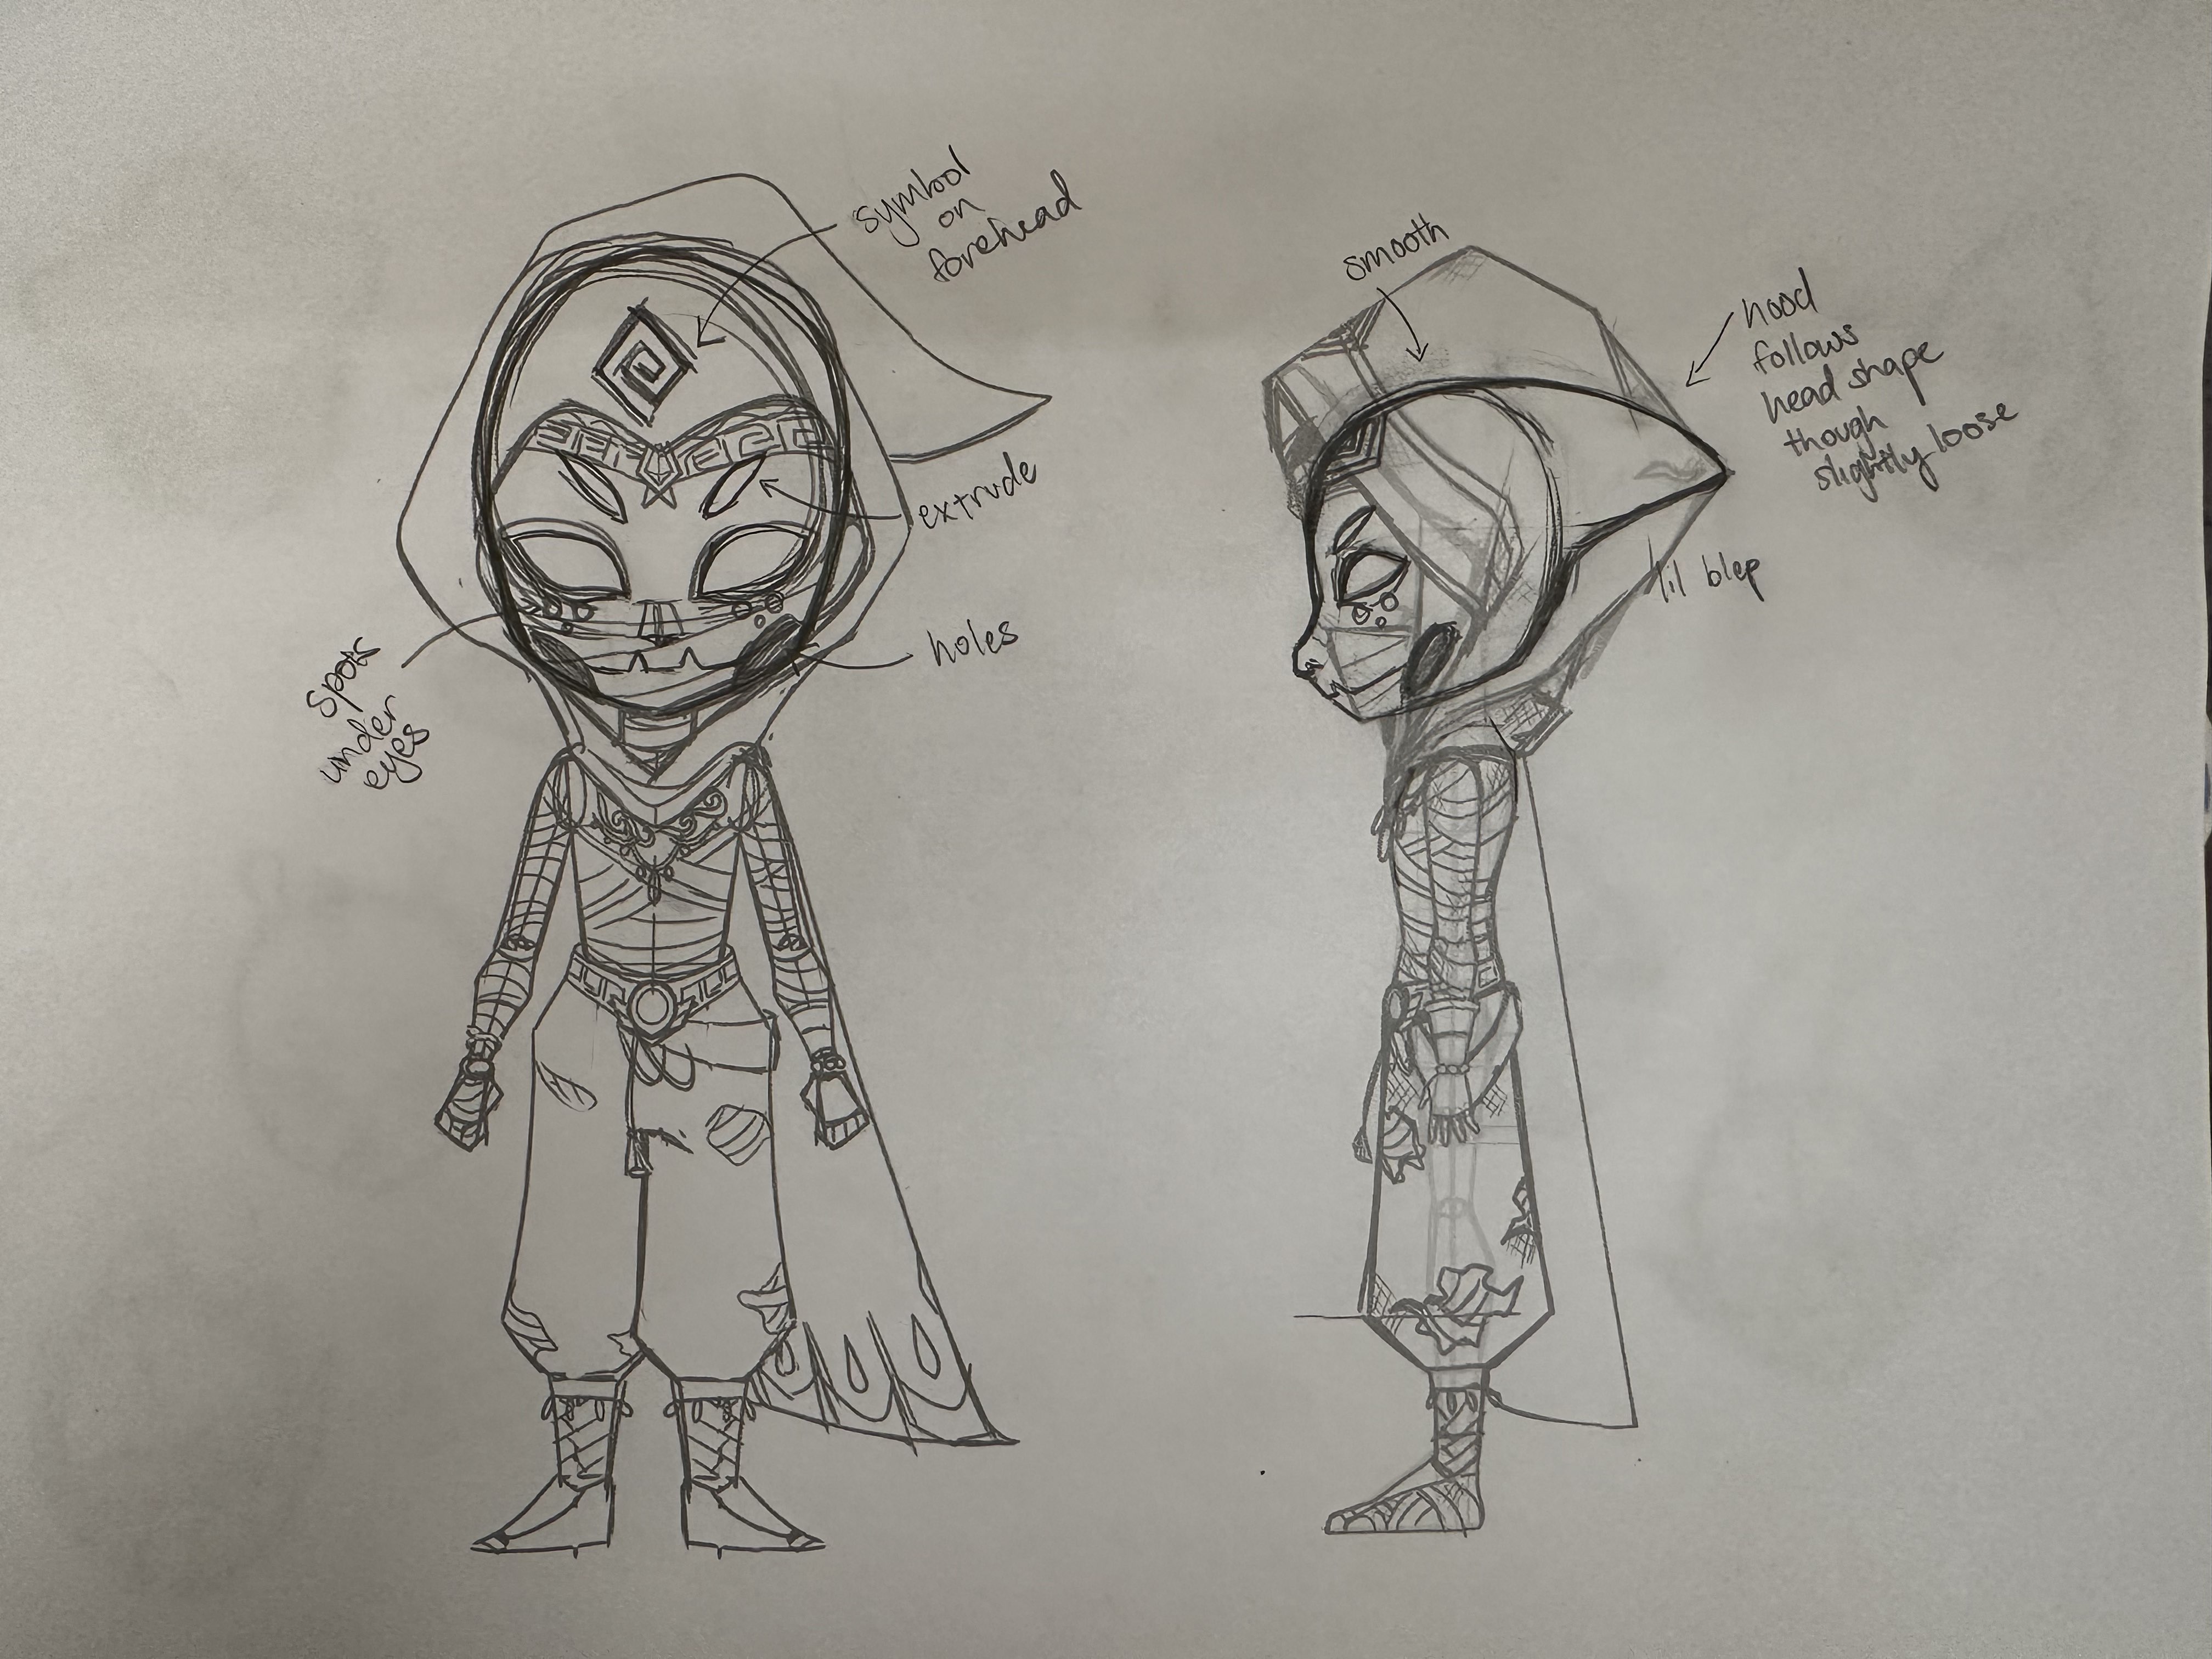 symbol
on
forehead
extrude
holes
spots
under
eyes
smooth
hood
follows
head shape
though
slightly loose
lil blep